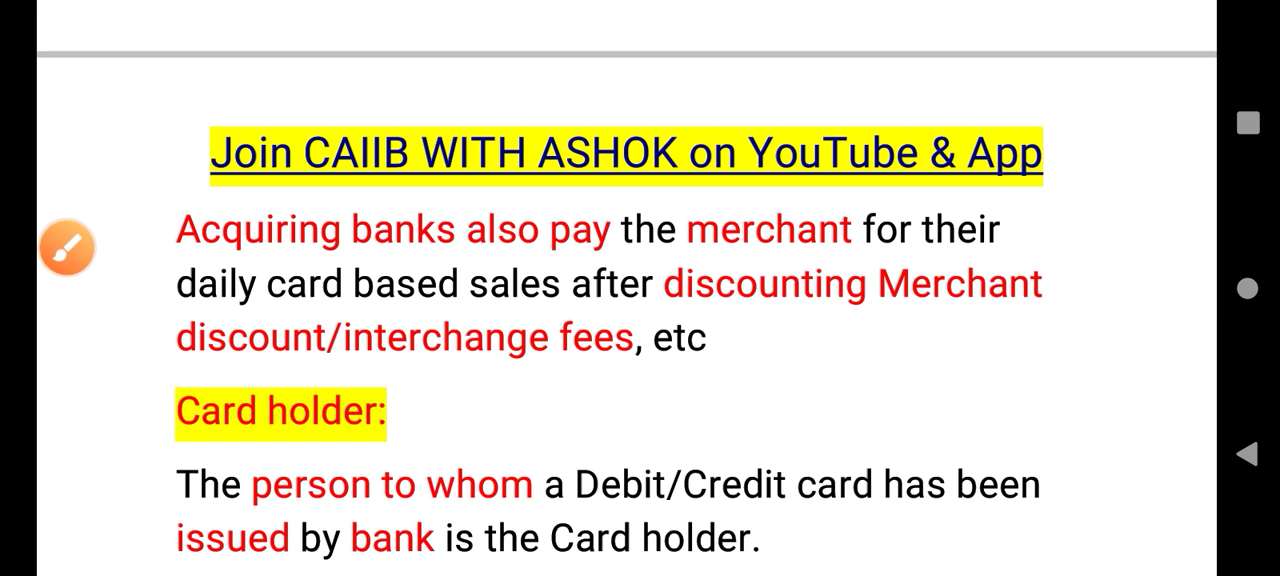 Join CAIIB WITH ASHOK on YouTube & App
Acquiring banks also pay the merchant for their
daily card based sales after discounting Merchant
discount/interchange fees, etc
Card holder:
The person to whom a Debit/Credit card has been
issued by bank is the Card holder.